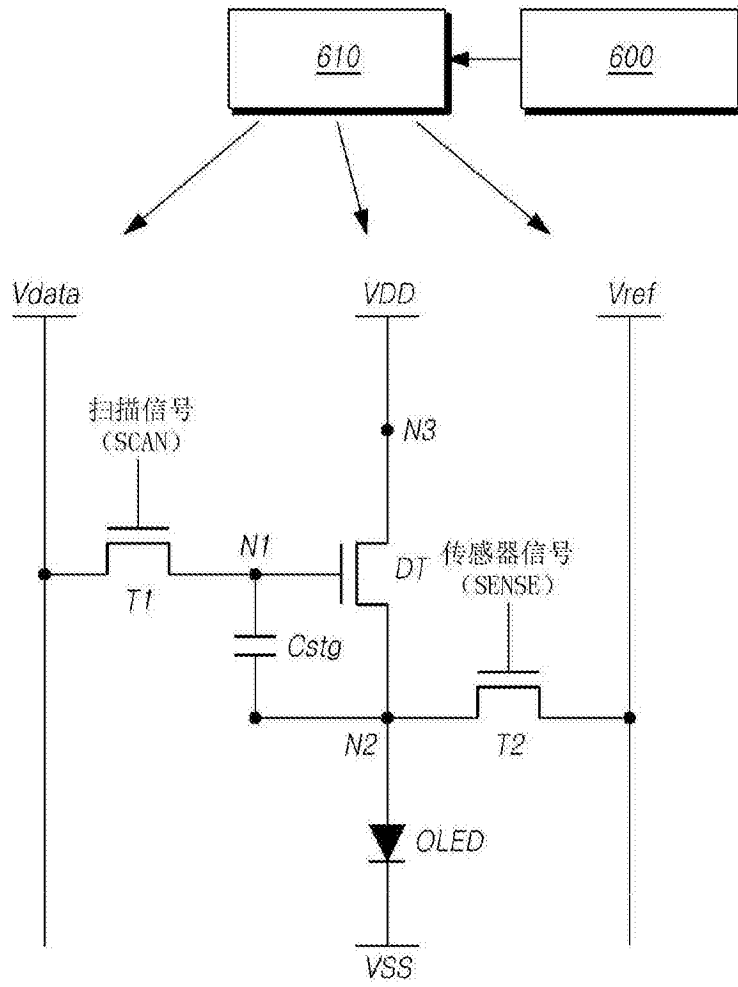 610
600
Vdata
VDD
Vref
扫描信号
(SCAN)
N3
N1
DT
传感器信号
(SENSE)
T1
Cstg
N2
T2
OLED
VSS